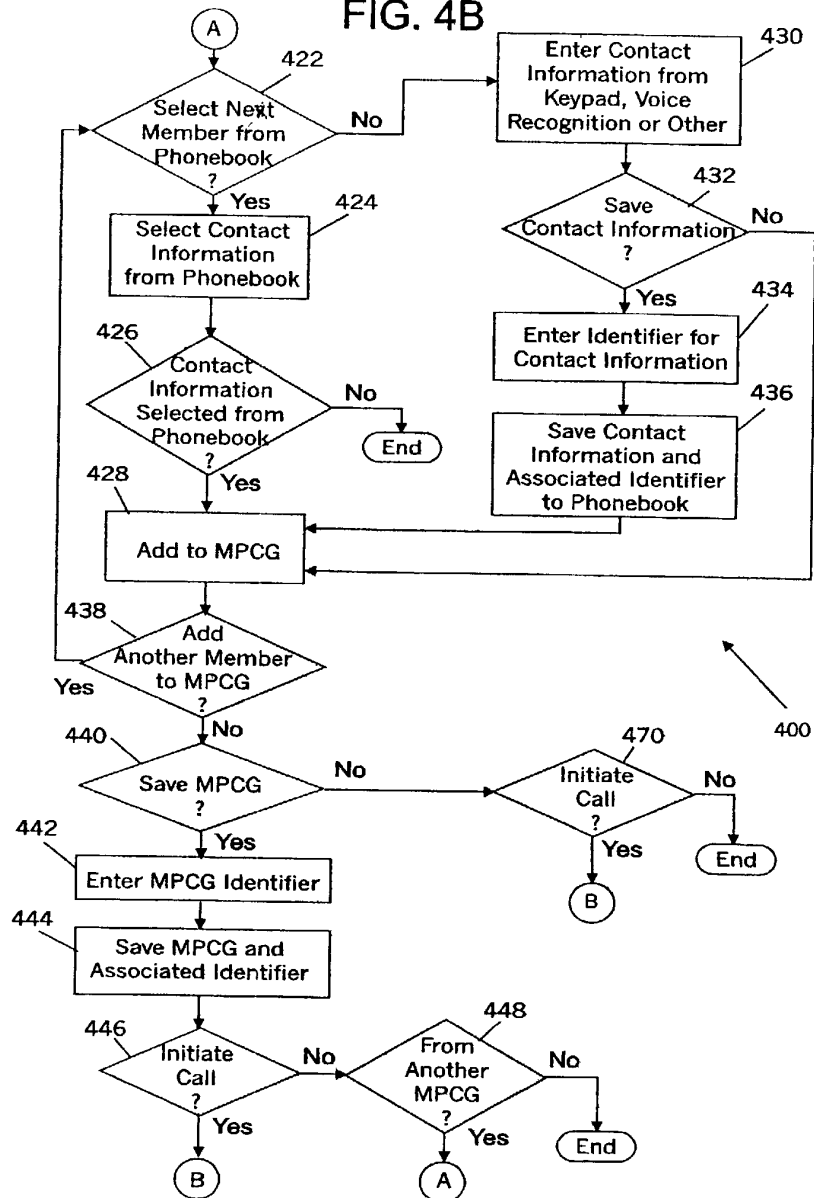 FIG. 4B
A
422
Select Next
Member from
Phonebook
?
No
Yes
430
Enter Contact
Information from
Keypad, Voice
Recognition or Other
424
Select Contact
Information
from Phonebook
432
Save
Contact Information
?
No
Yes
434
Enter Identifier for
Contact Information
426
Contact
Information
Selected from
Phonebook
?
No
End
Yes
436
Save Contact
Information and
Associated Identifier
to Phonebook
428
Add to MPCG
438
Add
Another Member
to MPCG
?
Yes
No
400
440
Save MPCG
?
No
Yes
470
Initiate
Call
?
No
End
Yes
B
442
Enter MPCG Identifier
444
Save MPCG and
Associated Identifier
446
Initiate
Call
?
No
Yes
B
448
From
Another
MPCG
?
No
End
Yes
A